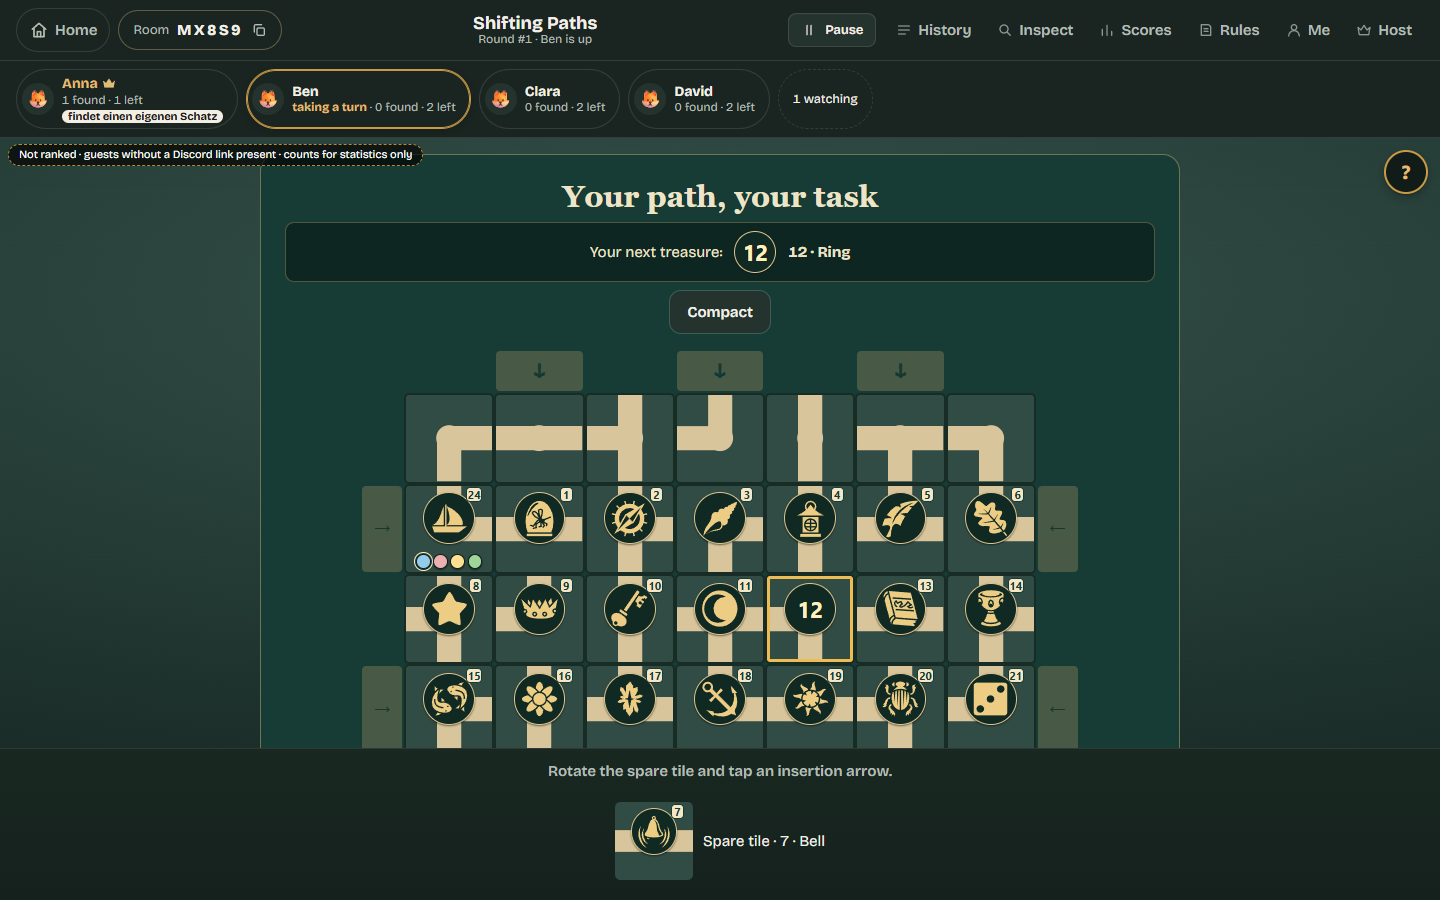 Home
Room MX8S9
Shifting Paths
Round #1 · Ben is up
Pause
History
Inspect
Scores
Rules
Me
Host
Anna
1 found · 1 left
findet einen eigenen Schatz
Ben
taking a turn · 0 found · 2 left
Clara
0 found · 2 left
David
0 found · 2 left
1 watching
Not ranked · guests without a Discord link present · counts for statistics only
?
Your path, your task
Your next treasure: 12 12 · Ring
Compact
↓ ↓ ↓
→ 24 1 2 3 4 5 6 ←
8 9 10 11 12 13 14
→ 15 16 17 18 19 20 21 ←
Rotate the spare tile and tap an insertion arrow.
7
Spare tile · 7 · Bell